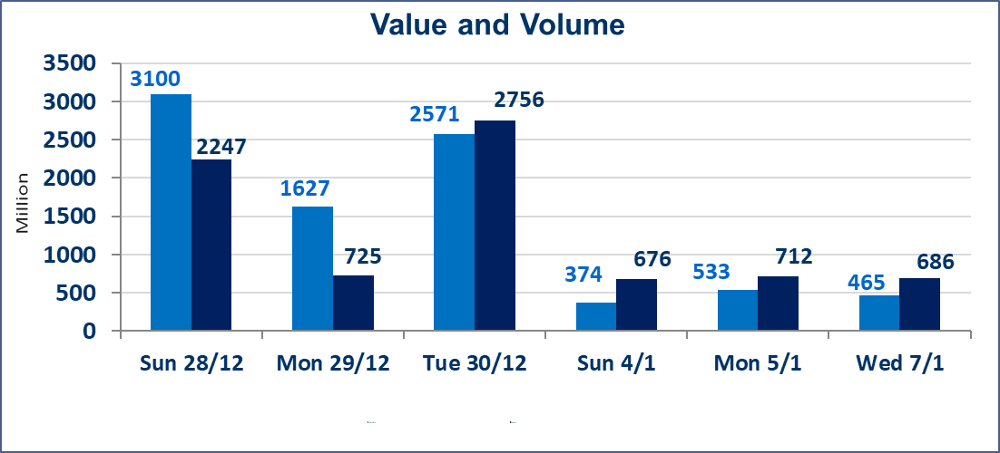 Value and Volume
Million
3500
3000
2500
2000
1500
1000
500
0
3100
2247
1627
725
2571
2756
374
676
533
712
465
686
Sun 28/12
Mon 29/12
Tue 30/12
Sun 4/1
Mon 5/1
Wed 7/1